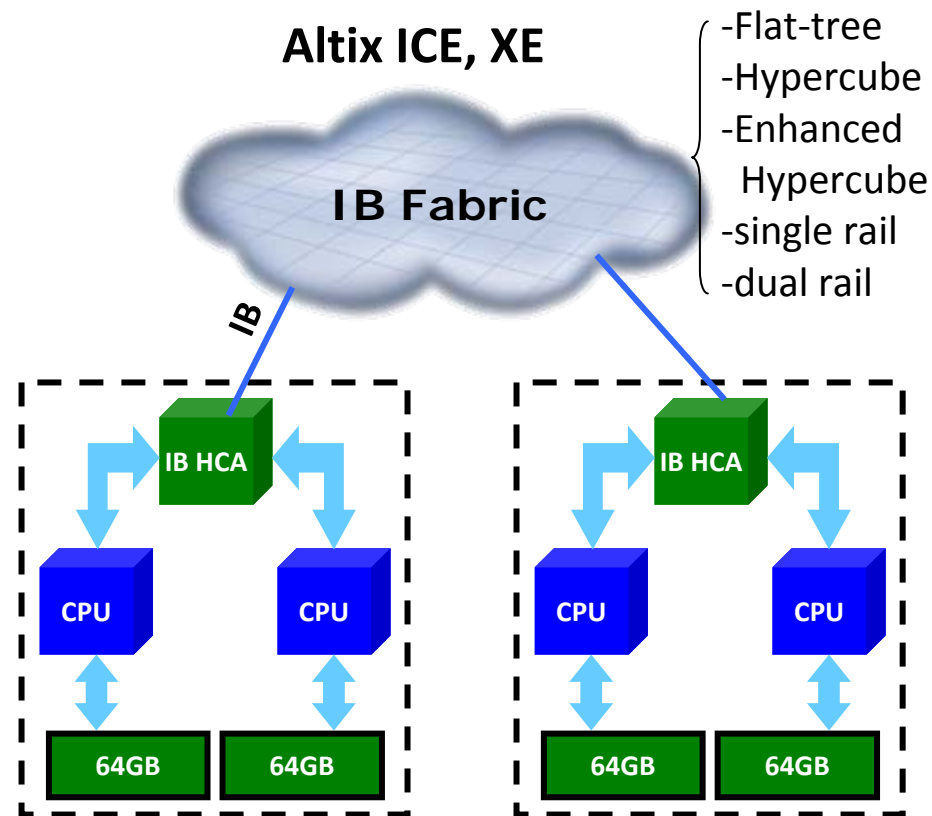 Altix ICE, XE
-Flat-tree
-Hypercube
-Enhanced
Hypercube
-single rail
-dual rail
IB Fabric
IB
IB HCA
IB HCA
CPU
CPU
CPU
CPU
64GB
64GB
64GB
64GB